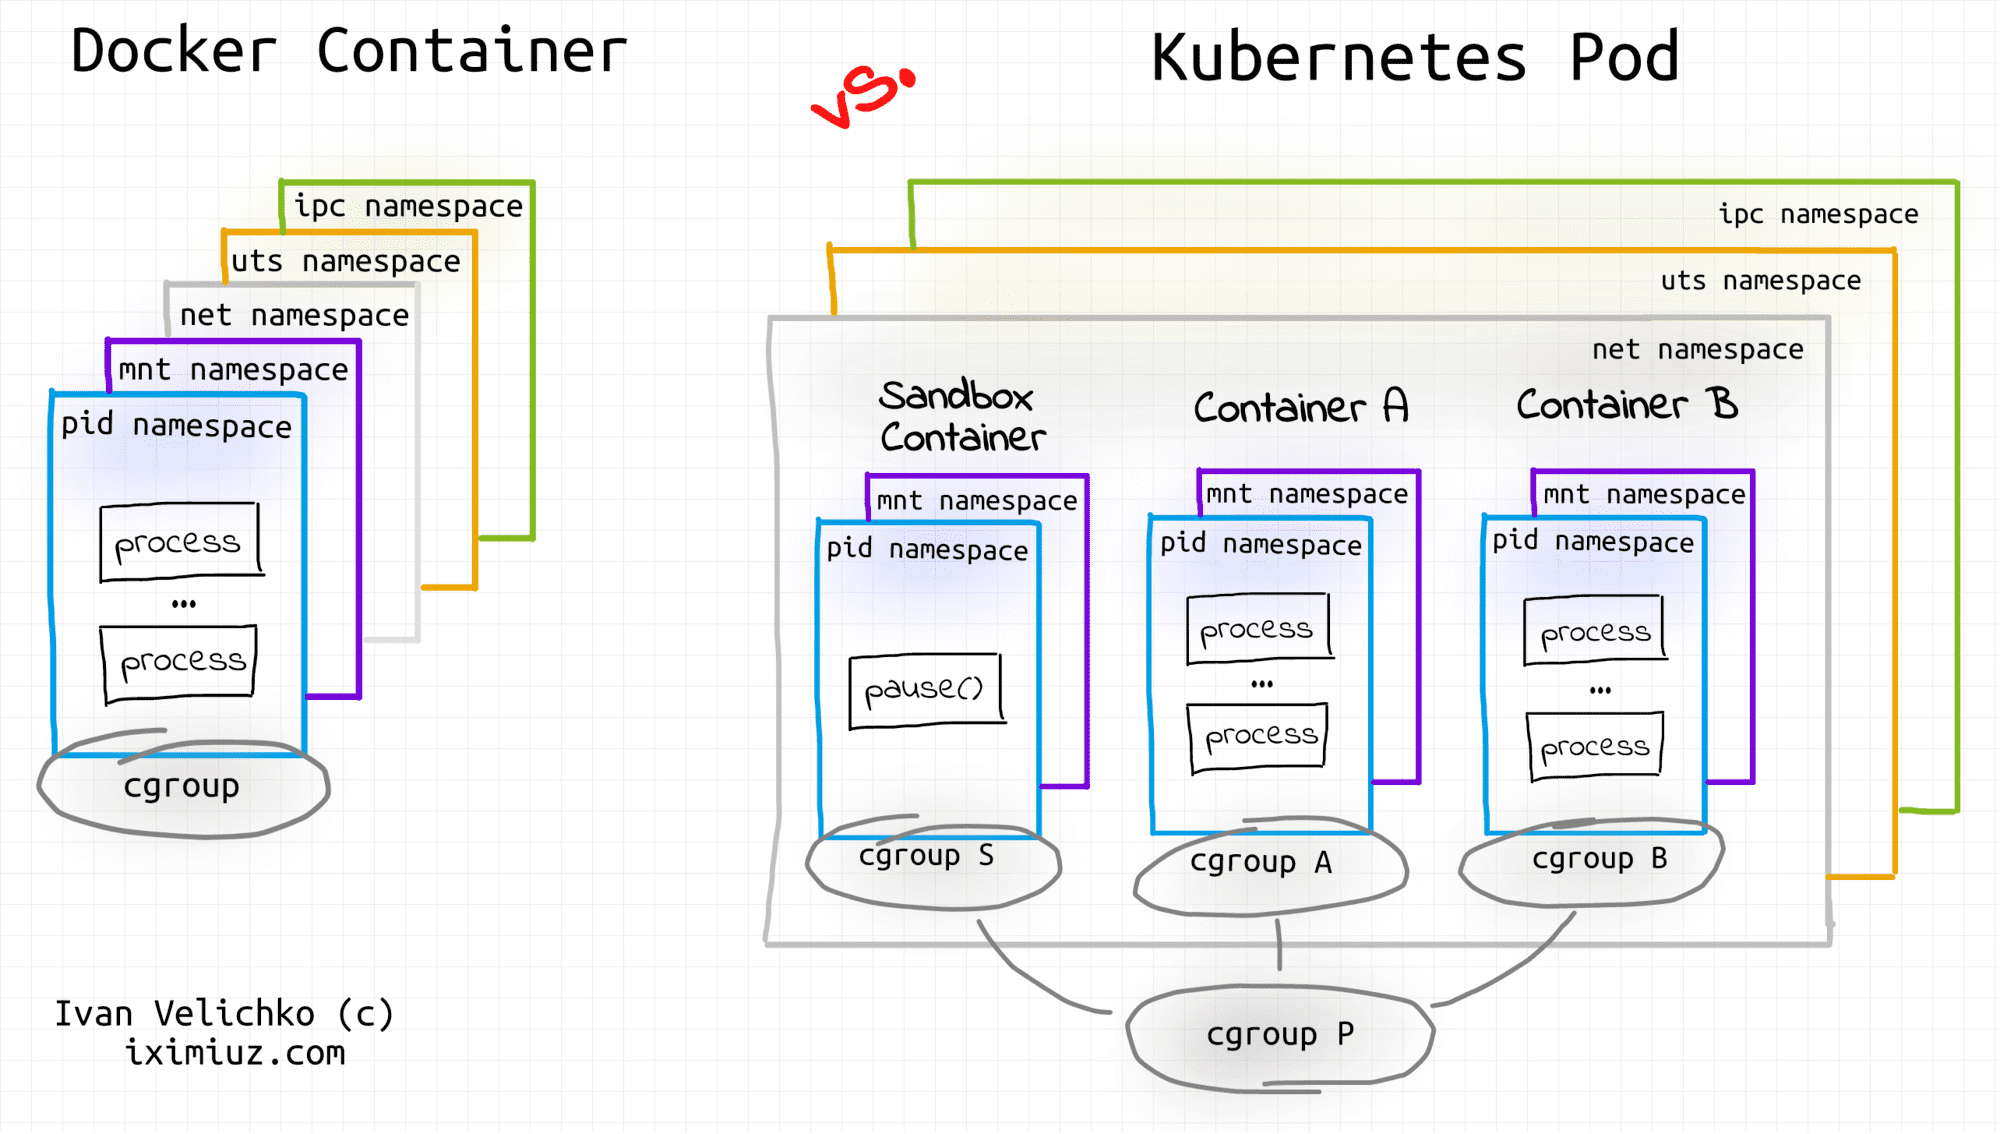 Docker Container
vs.
Kubernetes Pod
ipc namespace
uts namespace
net namespace
mnt namespace
pid namespace
process
...
process
cgroup
ipc namespace
uts namespace
net namespace
Sandbox
Container
mnt namespace
pid namespace
pause()
cgroup S
Container A
mnt namespace
pid namespace
process
...
process
cgroup A
Container B
mnt namespace
pid namespace
process
...
process
cgroup B
cgroup P
Ivan Velichko (c)
iximiuz.com